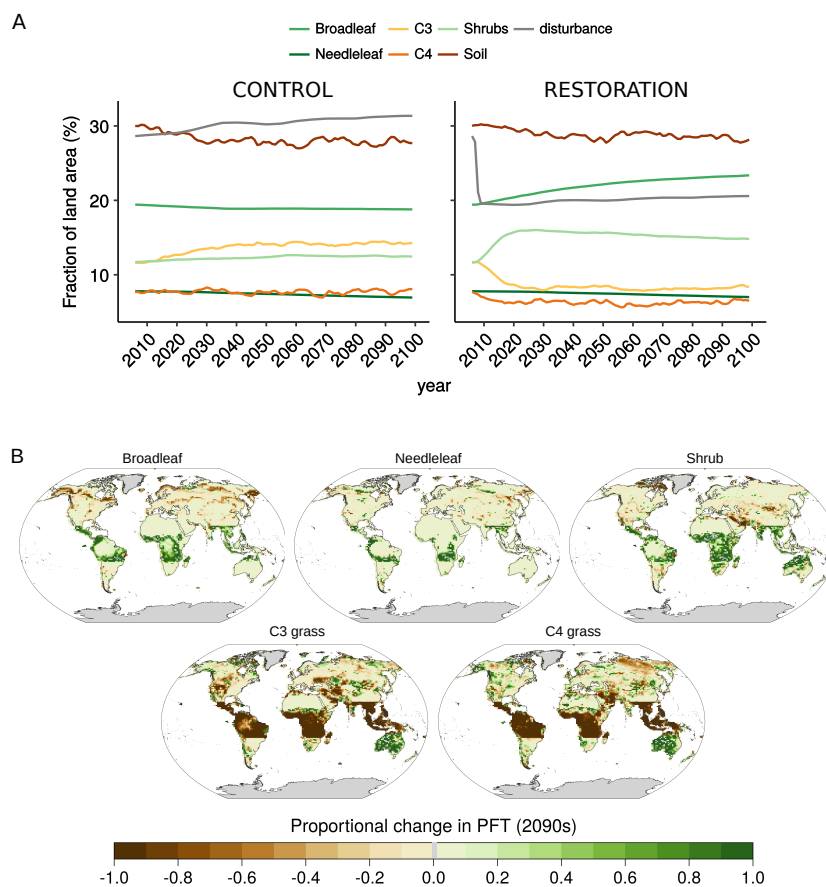 A
Broadleaf C3 Shrubs disturbance
Needleleaf C4 Soil
CONTROL RESTORATION
Fraction of land area (%)
30
20
10
2010 2020 2030 2040 2050 2060 2070 2080 2090 2100 2010 2020 2030 2040 2050 2060 2070 2080 2090 2100
year
B
Broadleaf Needleleaf Shrub
C3 grass C4 grass
Proportional change in PFT (2090s)
-1.0 -0.8 -0.6 -0.4 -0.2 0.0 0.2 0.4 0.6 0.8 1.0